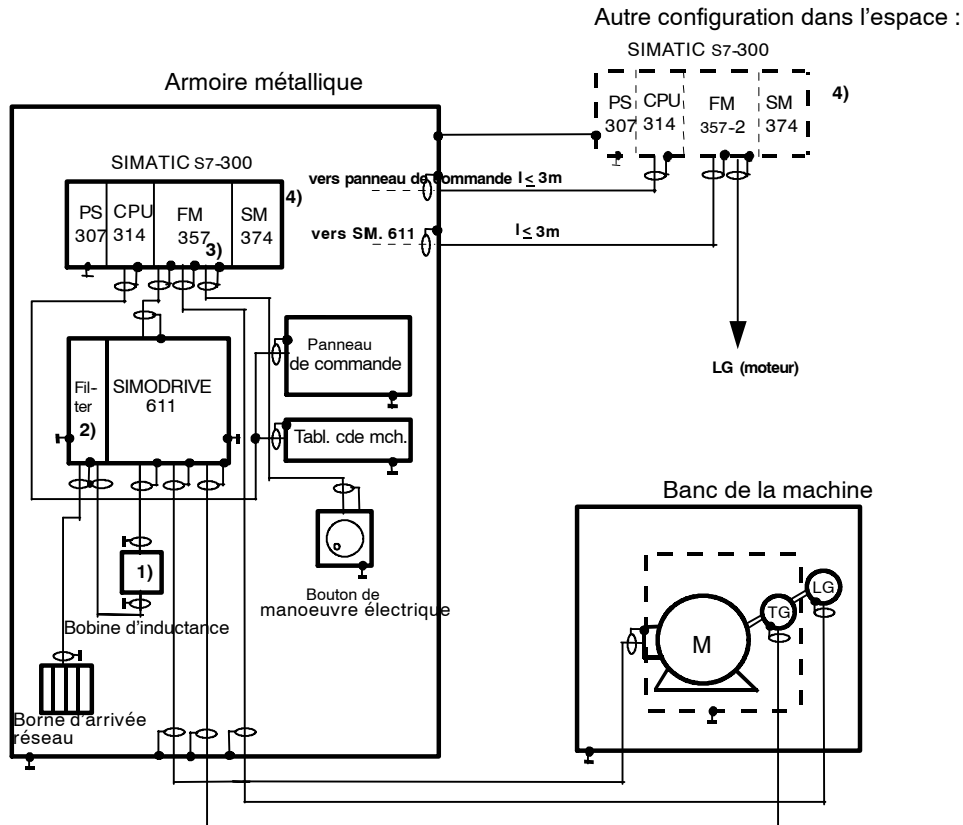 Autre configuration dans l'espace :
SIMATIC S7-300
PS
307
CPU
314
FM
357-2
SM
374
4)
Armoire métallique
SIMATIC S7-300
4)
PS
307
CPU
314
FM
357
3)
SM
374
vers panneau de commande l ≤ 3m
vers SM. 611 l ≤ 3m
LG (moteur)
Fil-
ter
2)
SIMODRIVE
611
Panneau
de commande
Tabl. cde mch.
1)
Bobine d'inductance
Bouton de
manoeuvre électrique
Borne d'arrivée
réseau
Banc de la machine
M
TG
LG